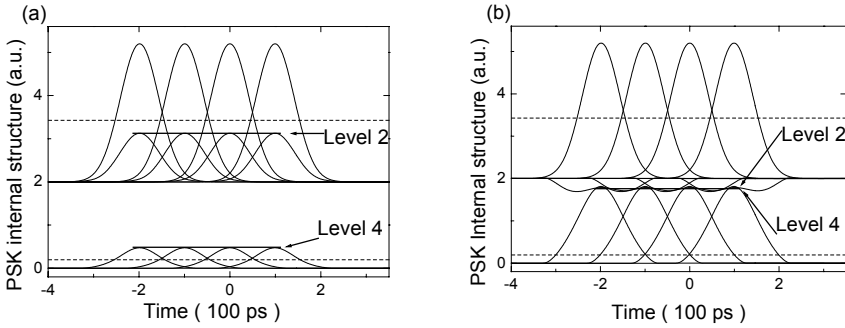 (a)
PSK internal structure (a.u.)
4
2
0
Level 2
Level 4
-4
-2
0
2
Time ( 100 ps)
(b)
PSK Internal structure (a.u.)
4
2
0
Level 2
Level 4
-4
-2
0
2
Time ( 100 ps)